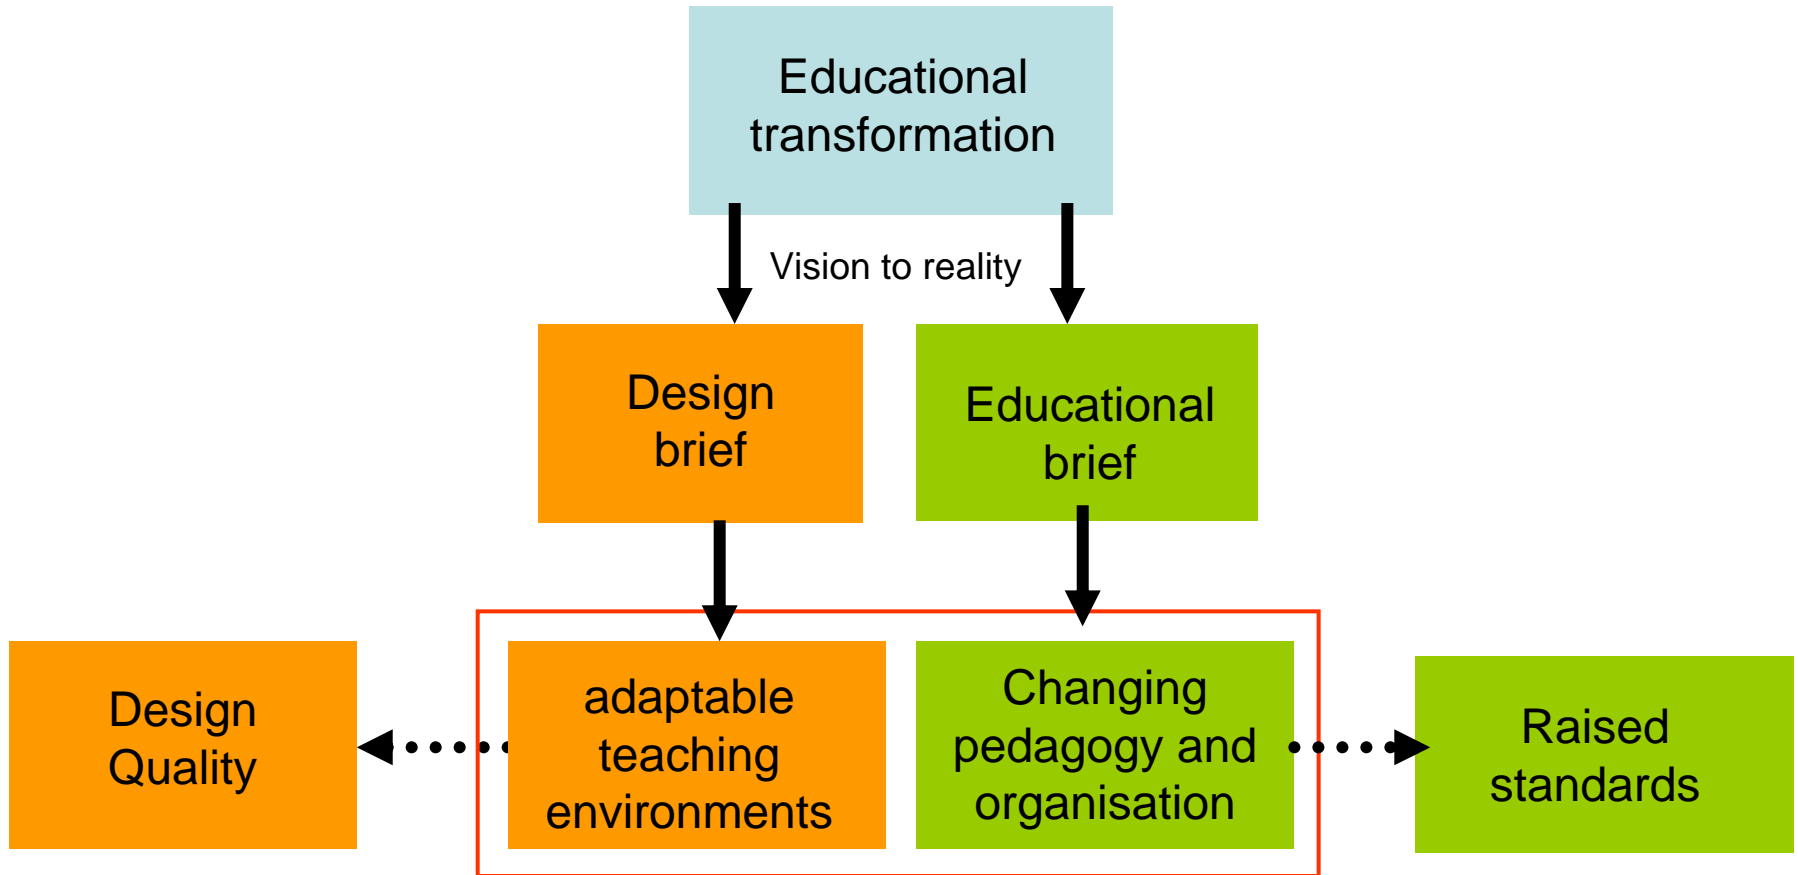 Educational
transformation
Vision to reality
Design
brief
Educational
brief
Design
Quality
adaptable
teaching
environments
Changing
pedagogy and
organisation
Raised
standards